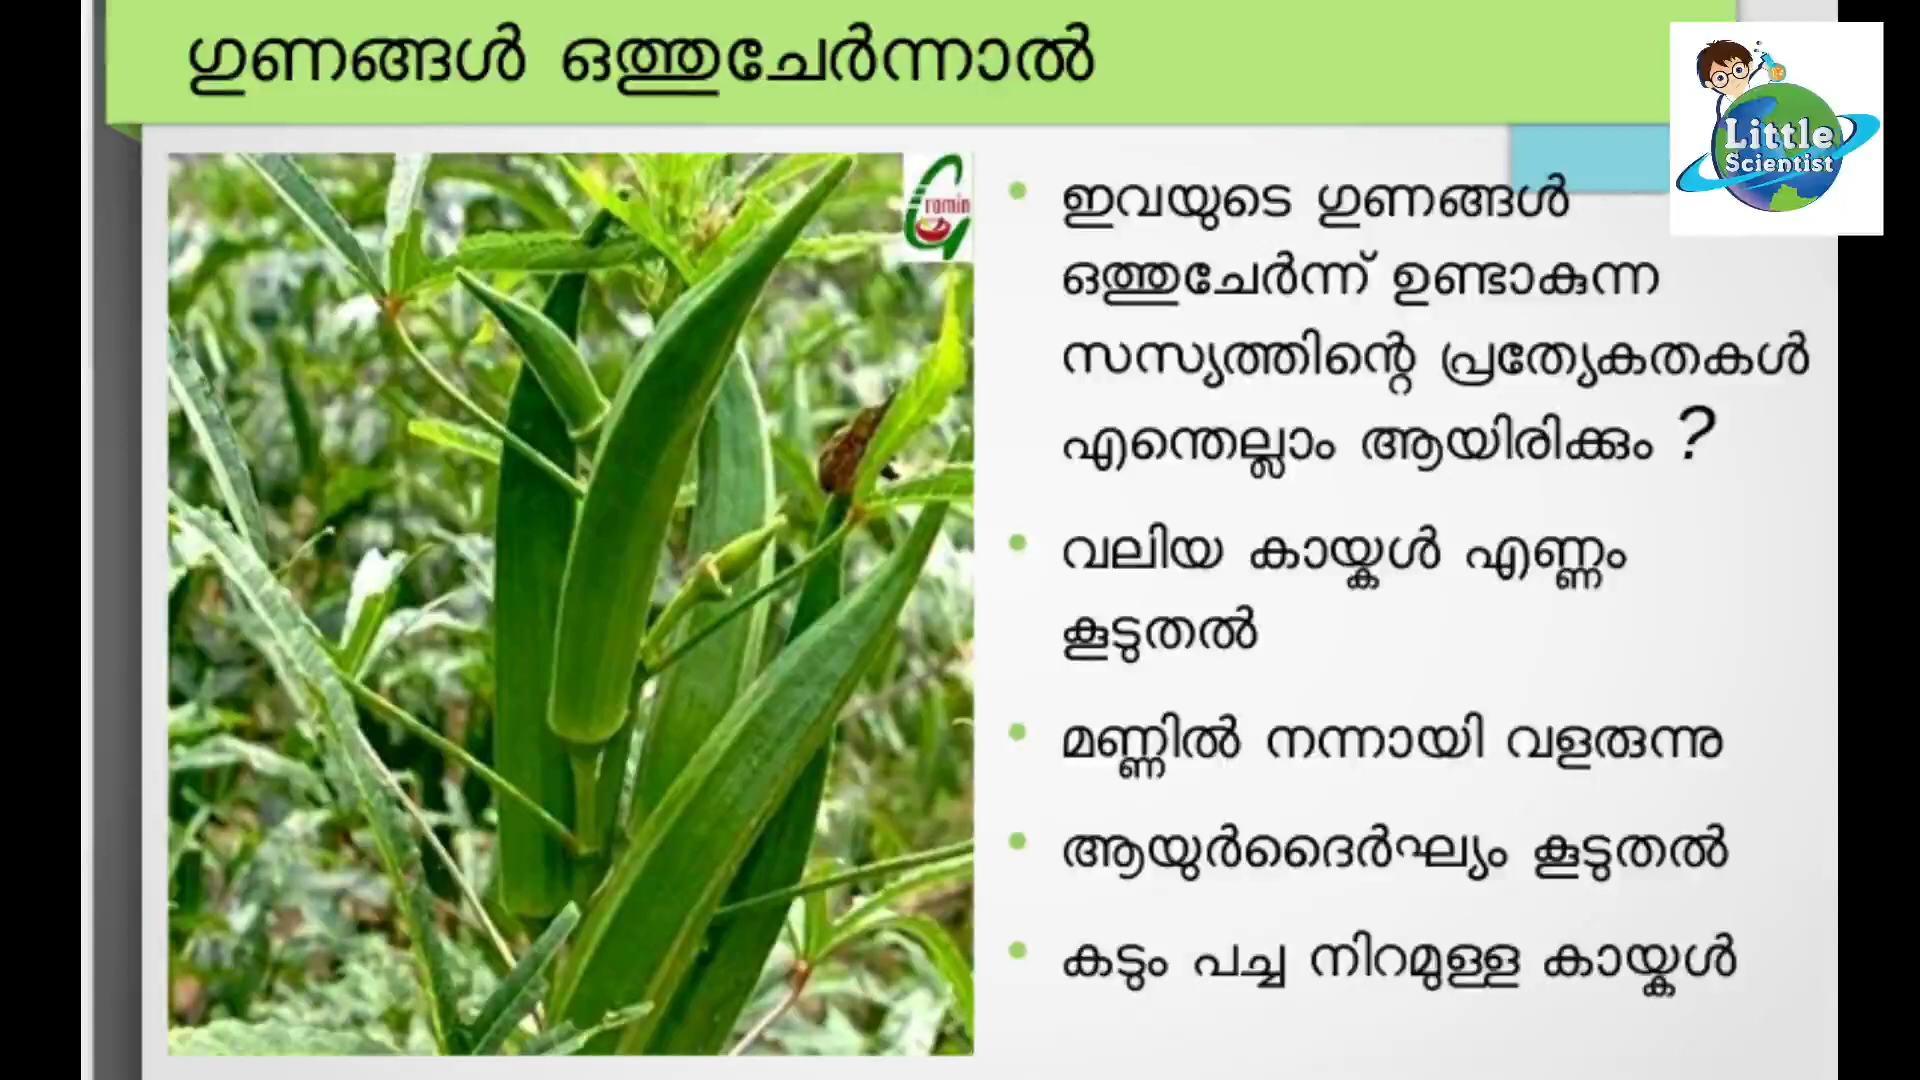 ഗുണങ്ങൾ ഒത്തുചേർന്നാൽ
Little
Scientist
Gramin
ഇവയുടെ ഗുണങ്ങൾ
ഒത്തുചേർന്ന് ഉണ്ടാകുന്ന
സസ്യത്തിന്റെ പ്രത്യേകതകൾ
എന്തെല്ലാം ആയിരിക്കും ?
വലിയ കായ്കൾ എണ്ണം
കൂടുതൽ
മണ്ണിൽ നന്നായി വളരുന്നു
ആയുർദൈർഘ്യം കൂടുതൽ
കടും പച്ച നിറമുള്ള കായ്കൾ